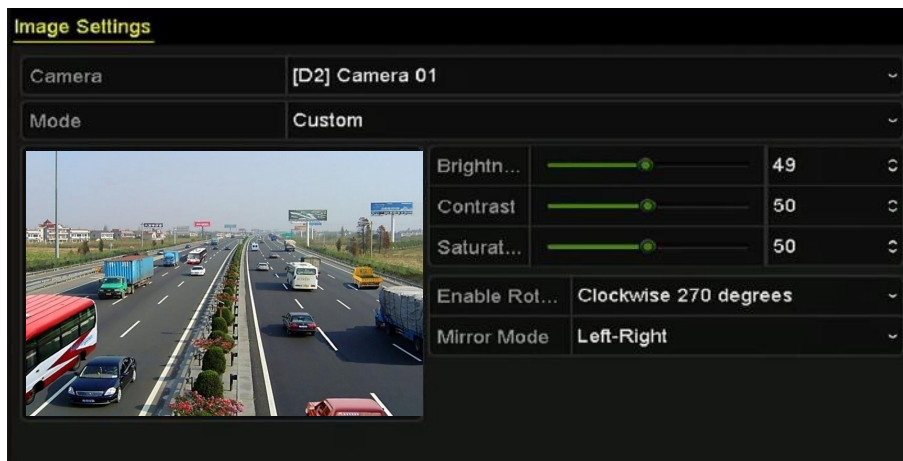 Image Settings
Camera [D2] Camera 01
Mode Custom
Brightn... 49
Contrast 50
Saturat... 50
Enable Rot... Clockwise 270 degrees
Mirror Mode Left-Right